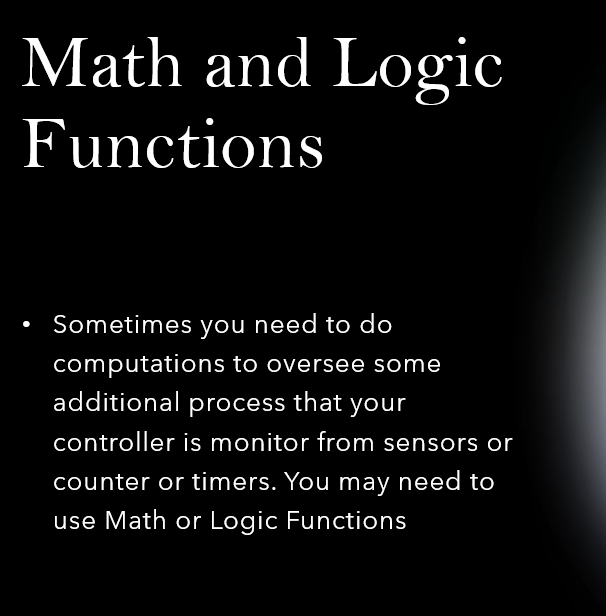 Math and Logic
Functions
• Sometimes you need to do
computations to oversee some
additional process that your
controller is monitor from sensors or
counter or timers. You may need to
use Math or Logic Functions